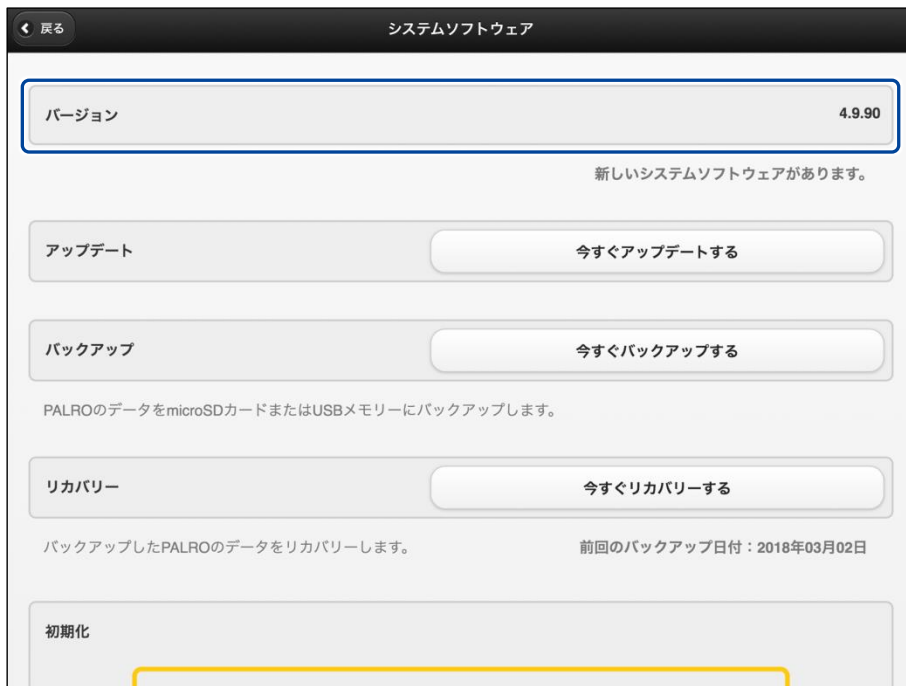 戻る
システムソフトウェア
バージョン 4.9.90
新しいシステムソフトウェアがあります。
アップデート 今すぐアップデートする
バックアップ 今すぐバックアップする
PALROのデータをmicroSDカードまたはUSBメモリーにバックアップします。
リカバリー 今すぐリカバリーする
バックアップしたPALROのデータをリカバリーします。 前回のバックアップ日付：2018年03月02日
初期化